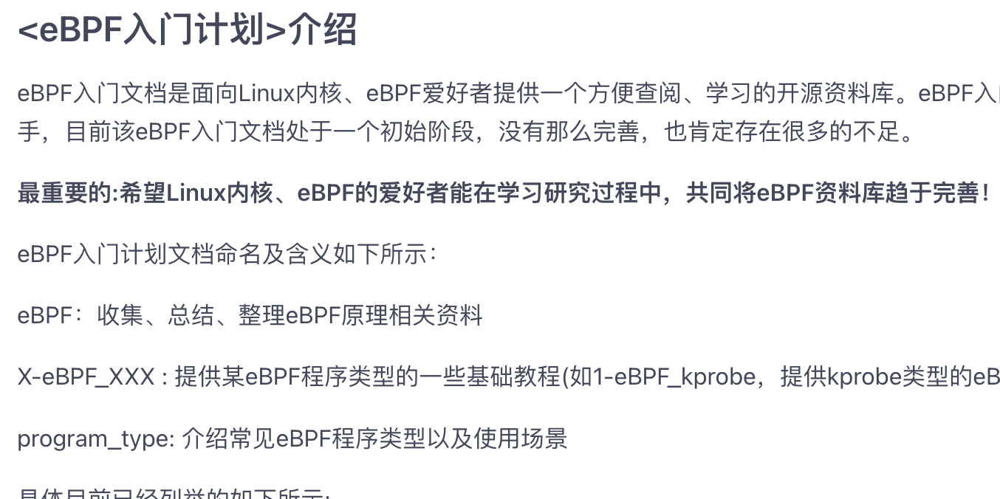 <eBPF入门计划>介绍
eBPF入门文档是面向Linux内核、eBPF爱好者提供一个方便查阅、学习的开源资料库。eBPF入
手，目前该eBPF入门文档处于一个初始阶段，没有那么完善，也肯定存在很多的不足。
最重要的:希望Linux内核、eBPF的爱好者能在学习研究过程中，共同将eBPF资料库趋于完善！
eBPF入门计划文档命名及含义如下所示：
eBPF：收集、总结、整理eBPF原理相关资料
X-eBPF_XXX : 提供某eBPF程序类型的一些基础教程(如1-eBPF_kprobe，提供kprobe类型的eB
program_type: 介绍常见eBPF程序类型以及使用场景
具体目前已经列举的如下所示: